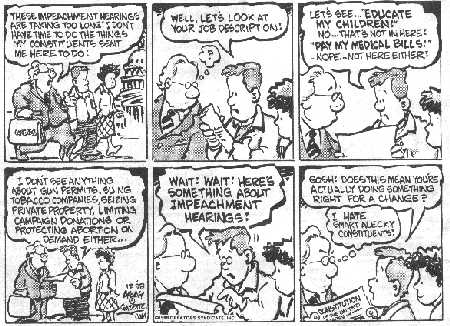 THESE IMPEACHMENT HEARINGS
ARE TAKING TOO LONG! I DON'T
HAVE TIME TO DO THE THINGS
MY CONSTITUENTS SENT
ME HERE TO DO!
WELL, LET'S LOOK AT
YOUR JOB DESCRIPTION!
LET'S SEE... "EDUCATE
MY CHILDREN!"
NO... THAT'S NOT IN HERE!
"PAY MY MEDICAL BILLS!"
NOPE... NOT HERE EITHER!
I DON'T SEE ANYTHING
ABOUT GUN PERMITS, SUING
TOBACCO COMPANIES, SEIZING
PRIVATE PROPERTY, LIMITING
CAMPAIGN DONATIONS OR
PROTECTING ABORTION ON
DEMAND EITHER...
WAIT! WAIT! HERE'S
SOMETHING ABOUT
IMPEACHMENT
HEARINGS!
GOSH! DOES THIS MEAN YOU'RE
ACTUALLY DOING SOMETHING
RIGHT FOR A CHANGE?
I HATE
SMART ALECKY
CONSTITUENTS!
CONSTITUTION